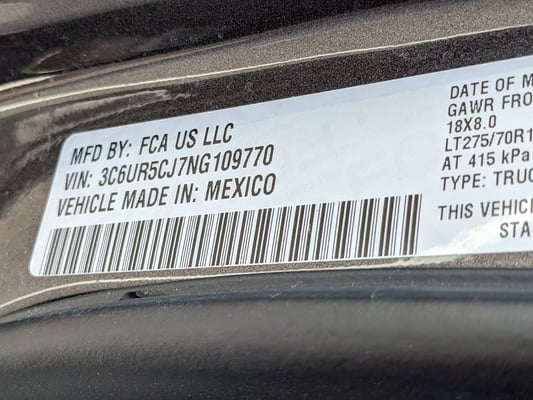 MFD BY: FCA US LLC
VIN: 3C6UR5CJ7NG109770
VEHICLE MADE IN: MEXICO
DATE OF M
GAWR FRO
18X8.0
LT275/70R1
AT 415 kPa
TYPE: TRUC
THIS VEHIC
STA